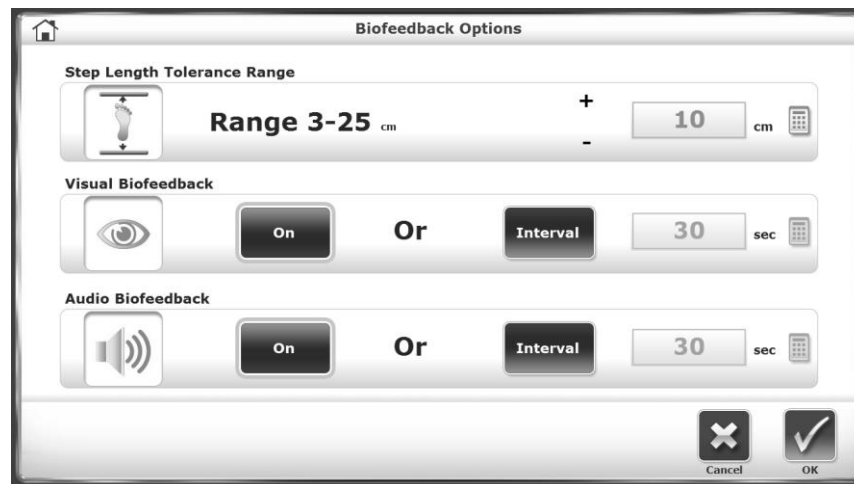 Biofeedback Options
Step Length Tolerance Range
Range 3-25 cm + - 10 cm
Visual Biofeedback
On Or Interval 30 sec
Audio Biofeedback
On Or Interval 30 sec
Cancel OK